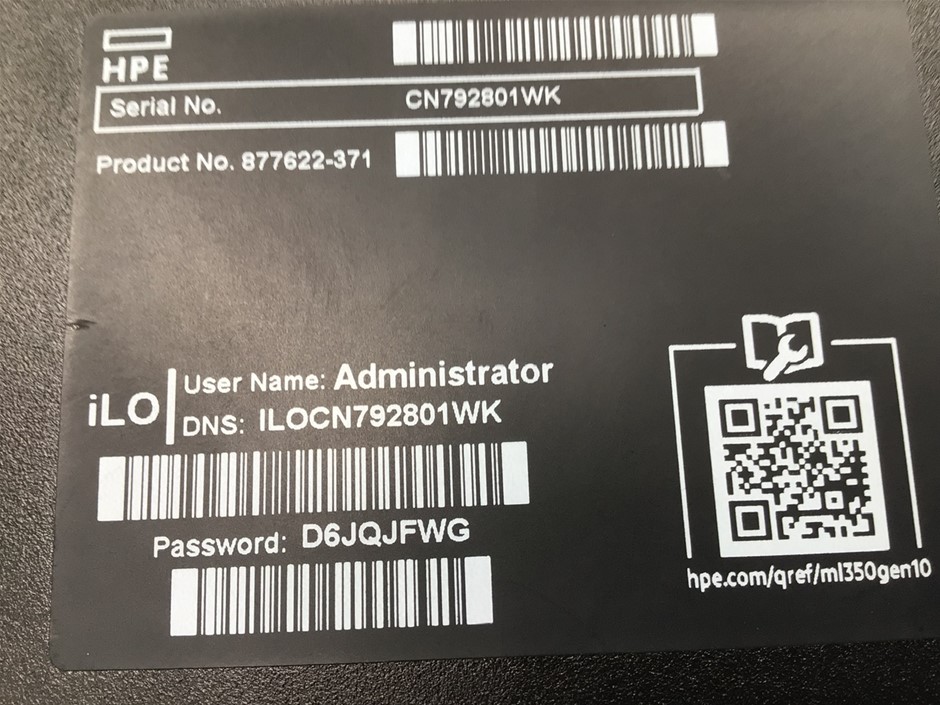 HPE
Serial No. CN792801WK
Product No. 877622-371
iLO
User Name: Administrator
DNS: ILOCN792801WK
Password: D6JQJFWG
hpe.com/qref/ml350gen10